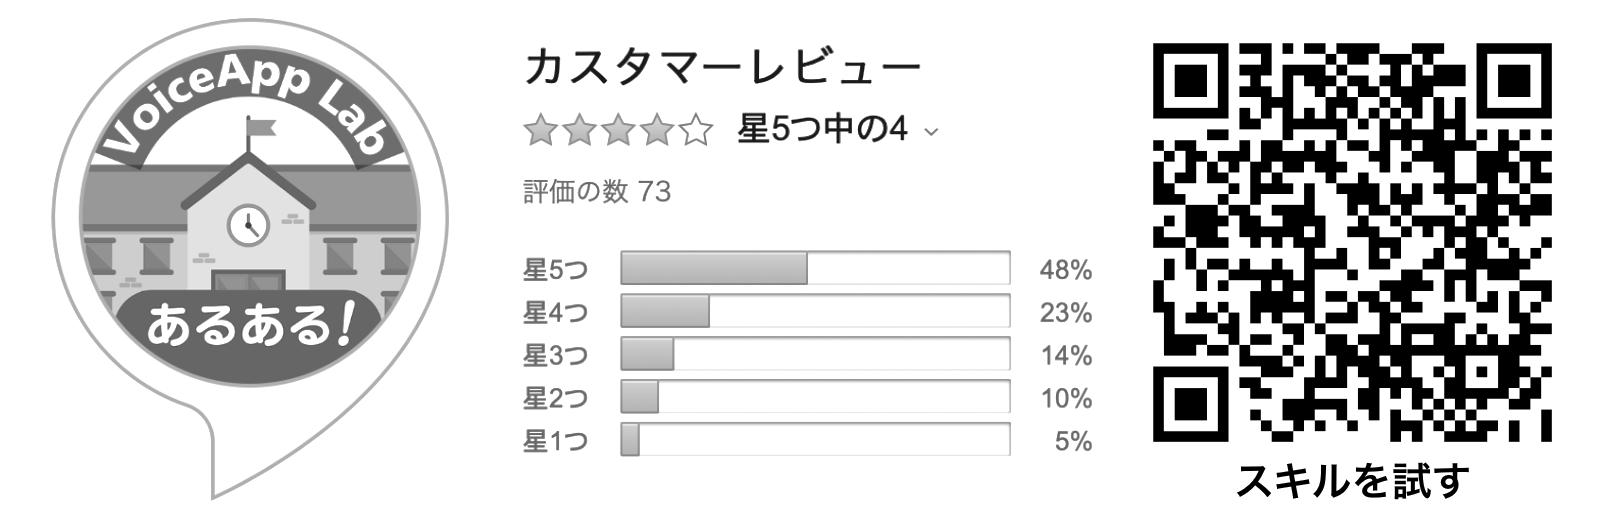 VoiceApp Lab
あるある!
カスタマーレビュー
星5つ中の4
評価の数 73
星5つ 48%
星4つ 23%
星3つ 14%
星2つ 10%
星1つ 5%
スキルを試す